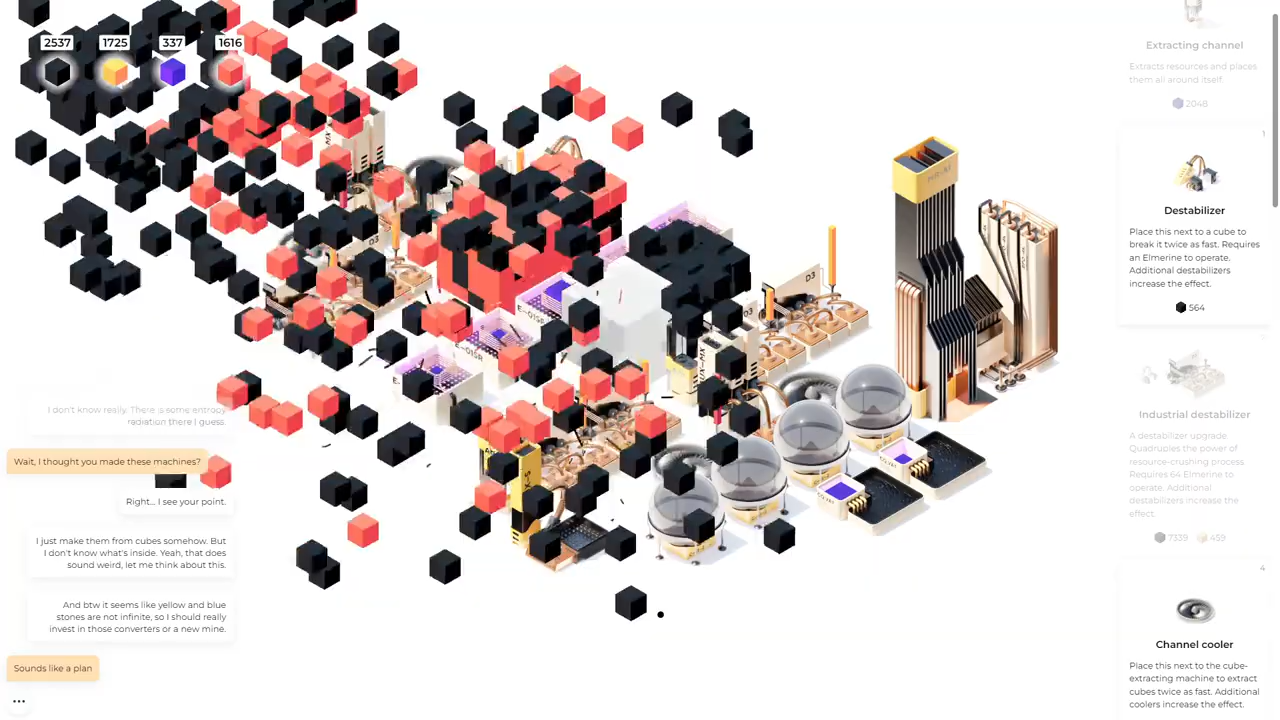 2537
1725
337
1616
I don't know really. There is some entropy
radiation there I guess.
Wait, I thought you made these machines?
Right... I see your point.
I just make them from cubes somehow. But
I don't know what's inside. Yeah, that does
sound weird, let me think about this.
And btw it seems like yellow and blue
stones are not infinite, so I should really
invest in those converters or a new mine.
Sounds like a plan
D3
D3
E-01SR
Extracting channel
Extracts resources and places
them all around itself
2048
1
Destabilizer
Place this next to a cube to
break it twice as fast. Requires
an Elmerine to operate.
Additional destabilizers
increase the effect.
564
Industrial destabilizer
A destabilizer upgrade.
Quadruples the power of
resource-crushing process
Requires 64 Elmerine to
operate. Additional
destabilizers increase the
effect.
7339 459
4
Channel cooler
Place this next to the cube-
extracting machine to extract
cubes twice as fast. Additional
coolers increase the effect.